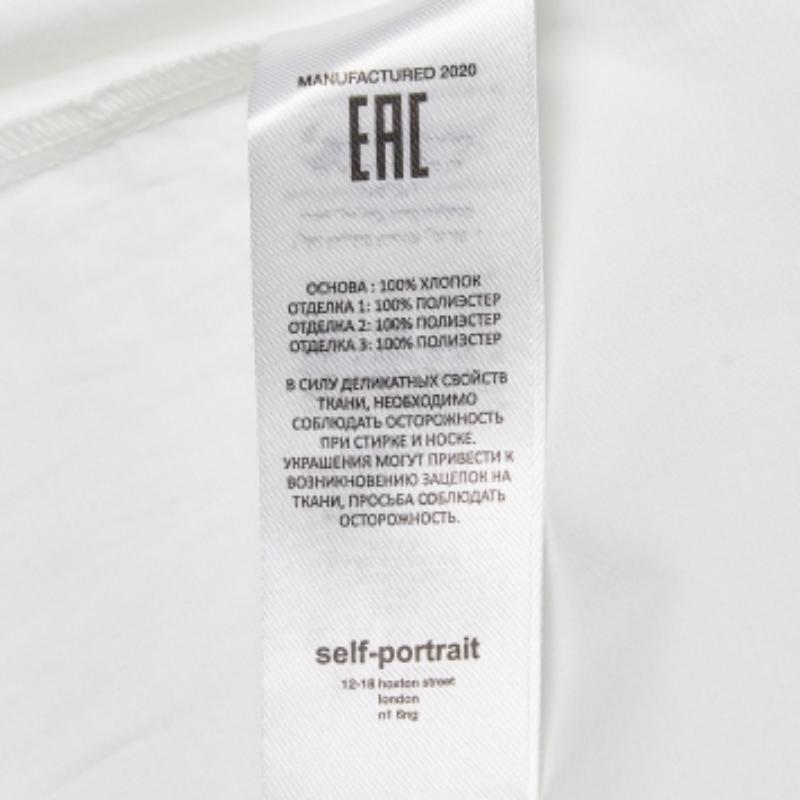 MANUFACTURED 2020
EAC
ОСНОВА : 100% ХЛОПОК
ОТДЕЛКА 1: 100% ПОЛИЭСТЕР
ОТДЕЛКА 2: 100% ПОЛИЭСТЕР
ОТДЕЛКА 3: 100% ПОЛИЭСТЕР
В СИЛУ ДЕЛИКАТНЫХ СВОЙСТВ
ТКАНИ, НЕОБХОДИМО
СОБЛЮДАТЬ ОСТОРОЖНОСТЬ
ПРИ СТИРКЕ И НОСКЕ.
УКРАШЕНИЯ МОГУТ ПРИВЕСТИ К
ВОЗНИКНОВЕНИЮ ЗАЦЕПОК НА
ТКАНИ, ПРОСЬБА СОБЛЮДАТЬ
ОСТОРОЖНОСТЬ.
self-portrait
12-18 hoxton street
london
n1 6ng